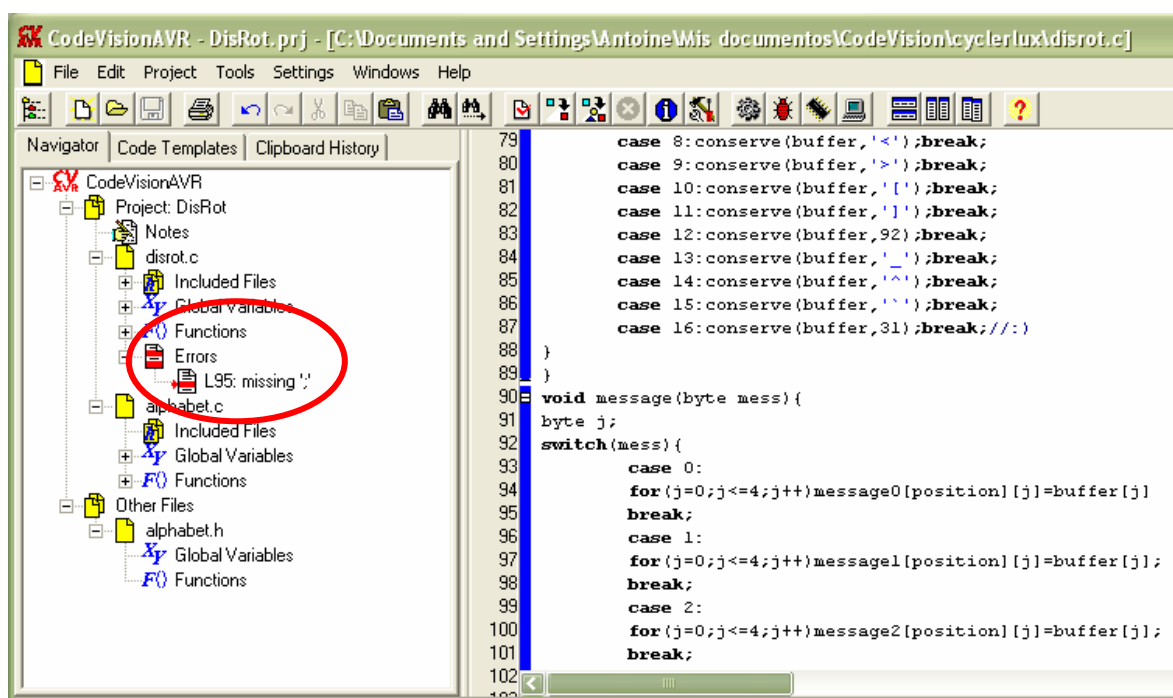 CodeVisionAVR - DisRot.prj - [C:\Documents and Settings\Antoine\Mis documentos\CodeVision\cyclerlux\disrot.c]
File Edit Project Tools Settings Windows Help
Navigator Code Templates Clipboard History
CodeVisionAVR
Project: DisRot
Notes
disrot.c
Included Files
Global Variables
Functions
Errors
L95: missing ';'
alphabet.c
Included Files
Global Variables
Functions
Other Files
alphabet.h
Global Variables
Functions
79 case 8:conserve(buffer,'<');break;
80 case 9:conserve(buffer,'>');break;
81 case 10:conserve(buffer,'[');break;
82 case 11:conserve(buffer,']');break;
83 case 12:conserve(buffer,92);break;
84 case 13:conserve(buffer,'_');break;
85 case 14:conserve(buffer,'^');break;
86 case 15:conserve(buffer,'`');break;
87 case 16:conserve(buffer,31);break;//:)
88 }
89 }
90 void message(byte mess){
91 byte j;
92 switch(mess){
93 case 0:
94 for(j=0;j<=4;j++)message0[position][j]=buffer[j]
95 break;
96 case 1:
97 for(j=0;j<=4;j++)message1[position][j]=buffer[j];
98 break;
99 case 2:
100 for(j=0;j<=4;j++)message2[position][j]=buffer[j];
101 break;
102